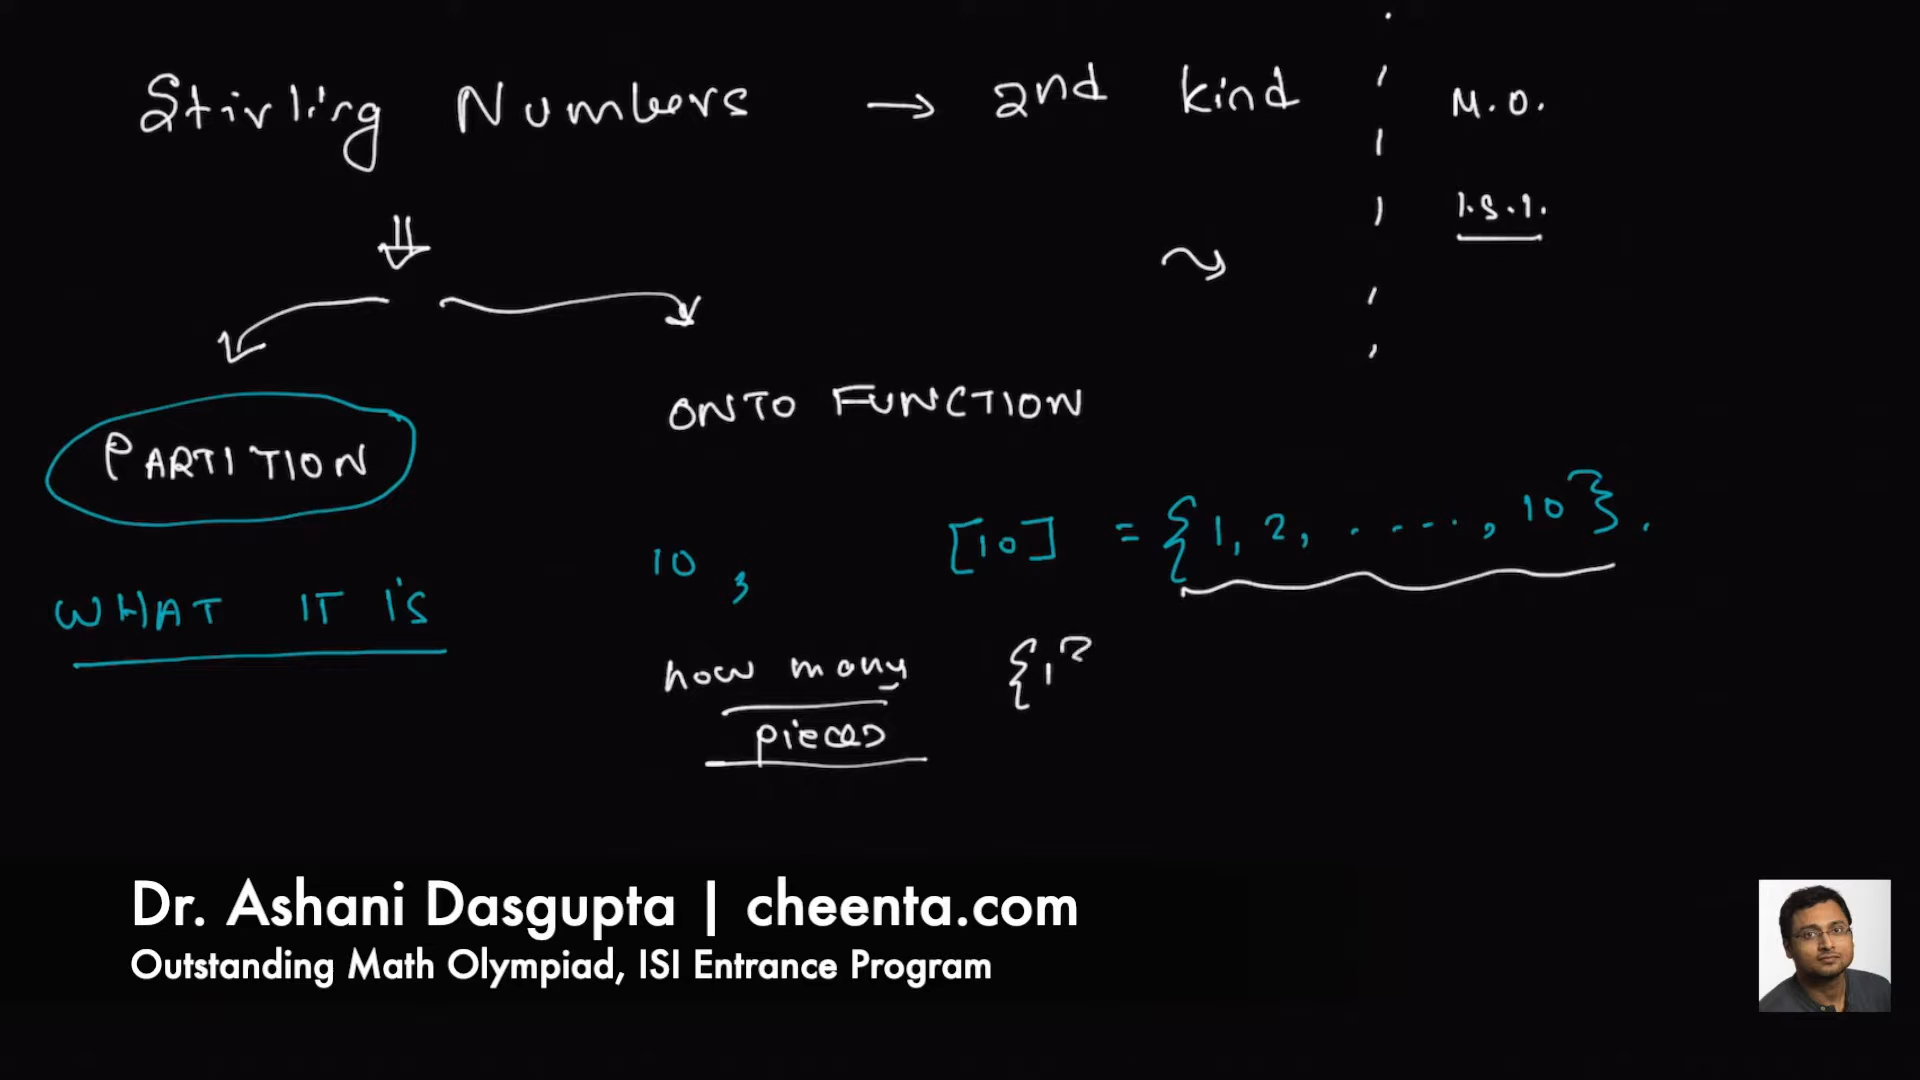 Stirling Numbers → 2nd kind
M.O.
I.S.I.
PARTITION
ONTO FUNCTION
WHAT IT IS
10, [10] = {1, 2, ....., 10}.
how many
pieces
{1,2
Dr. Ashani Dasgupta | cheenta.com
Outstanding Math Olympiad, ISI Entrance Program